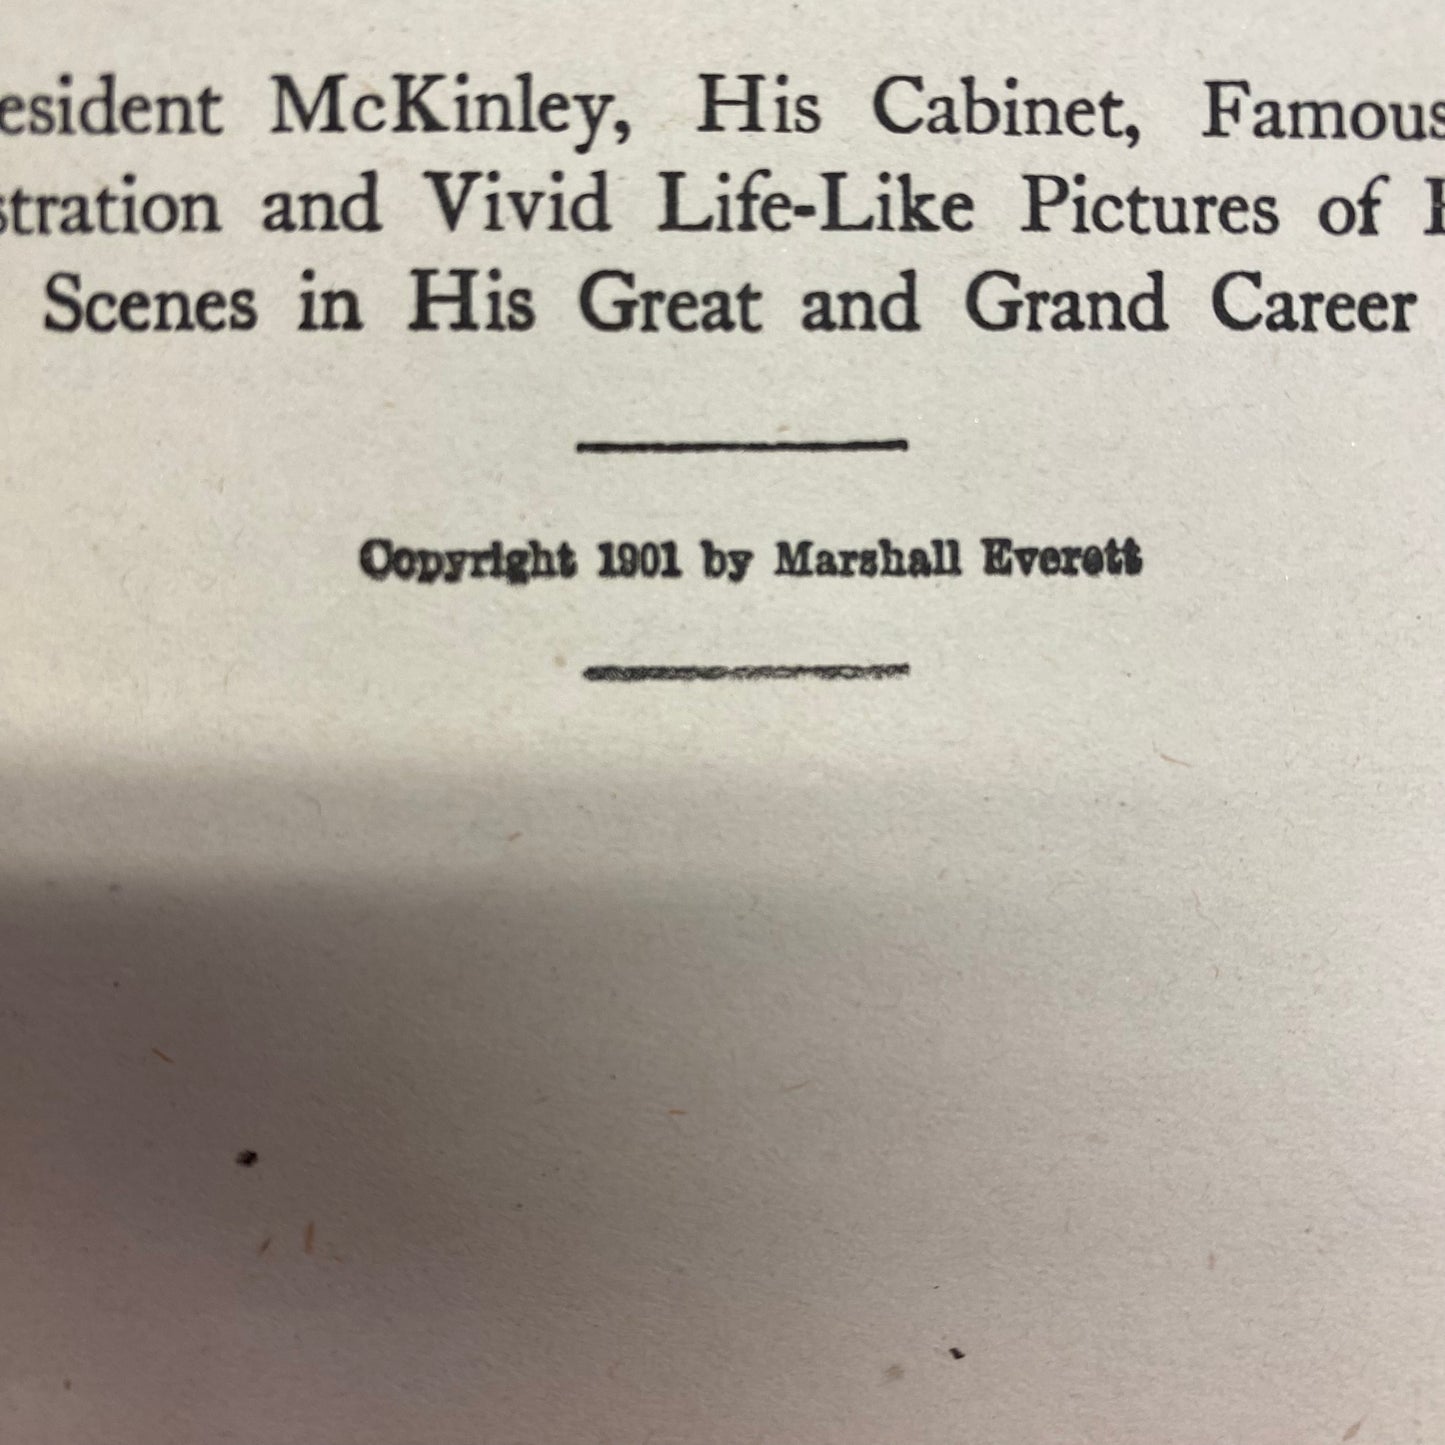 esident McKinley, His Cabinet, Famous
stration and Vivid Life-Like Pictures of
Scenes in His Great and Grand Career
Copyright 1901 by Marshall Everett